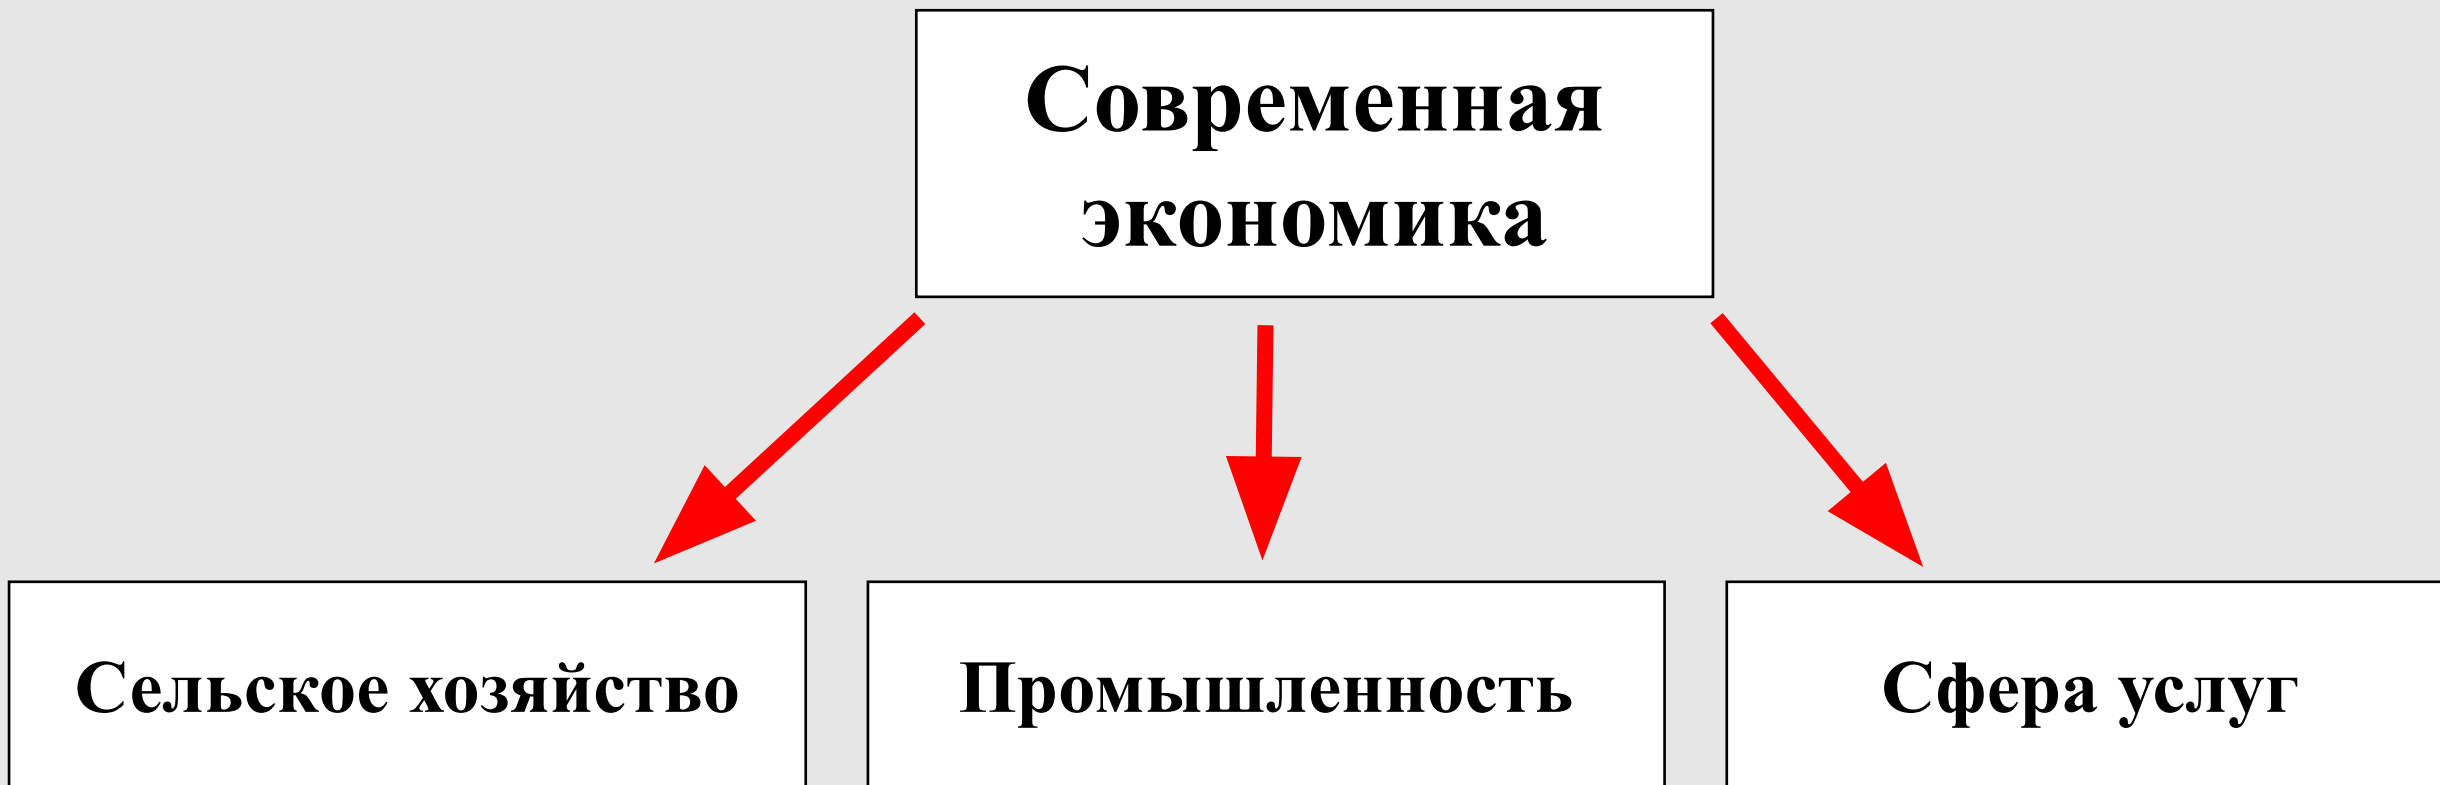 Современная
экономика
Сельское хозяйство
Промышленность
Сфера услуг